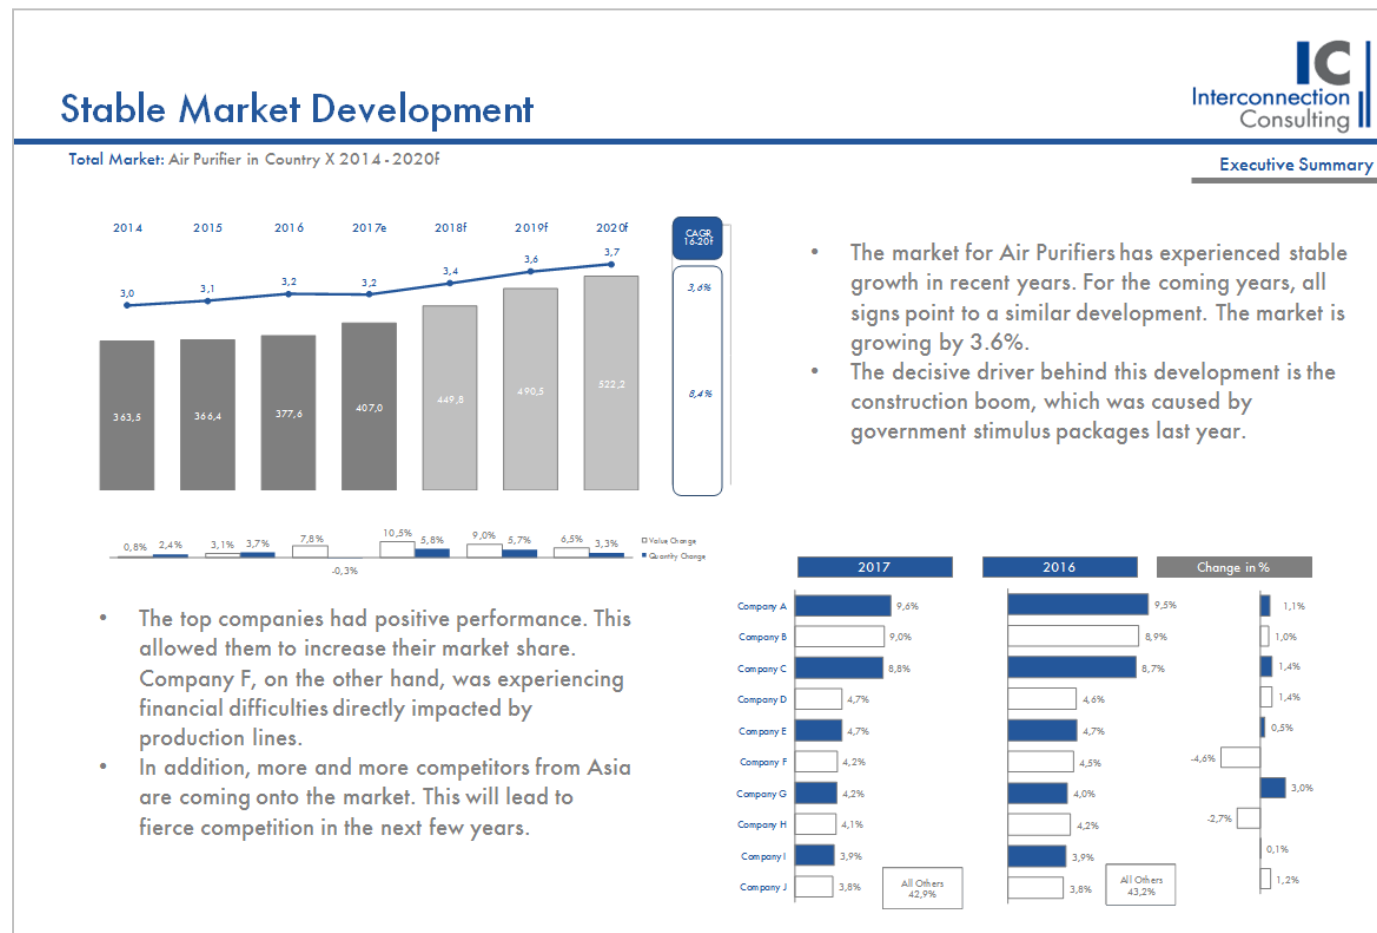 IC
Interconnection
Consulting
Stable Market Development
Total Market: Air Purifier in Country X 2014 - 2020f
Executive Summary
2014 2015 2016 2017e 2018f 2019f 2020f
CAGR
16-20f
3,0 3,1 3,2 3,2 3,4 3,6 3,7
3,6%
363,5 366,4 377,6 407,0 449,8 490,5 522,2
8,4%
0,8% 2,4% 3,1% 3,7% 7,8% -0,3% 10,5% 5,8% 9,0% 5,7% 6,5% 3,3%
Value Change
Quantity Change
• The market for Air Purifiers has experienced stable
growth in recent years. For the coming years, all
signs point to a similar development. The market is
growing by 3.6%.
• The decisive driver behind this development is the
construction boom, which was caused by
government stimulus packages last year.
• The top companies had positive performance. This
allowed them to increase their market share.
Company F, on the other hand, was experiencing
financial difficulties directly impacted by
production lines.
• In addition, more and more competitors from Asia
are coming onto the market. This will lead to
fierce competition in the next few years.
2017 2016 Change in %
Company A 9,6% 9,5% 1,1%
Company B 9,0% 8,9% 1,0%
Company C 8,8% 8,7% 1,4%
Company D 4,7% 4,6% 1,4%
Company E 4,7% 4,7% 0,5%
Company F 4,2% 4,5% -4,6%
Company G 4,2% 4,0% 3,0%
Company H 4,1% 4,2% -2,7%
Company I 3,9% 3,9% 0,1%
Company J 3,8% 3,8% 1,2%
All Others
42,9%
All Others
43,2%